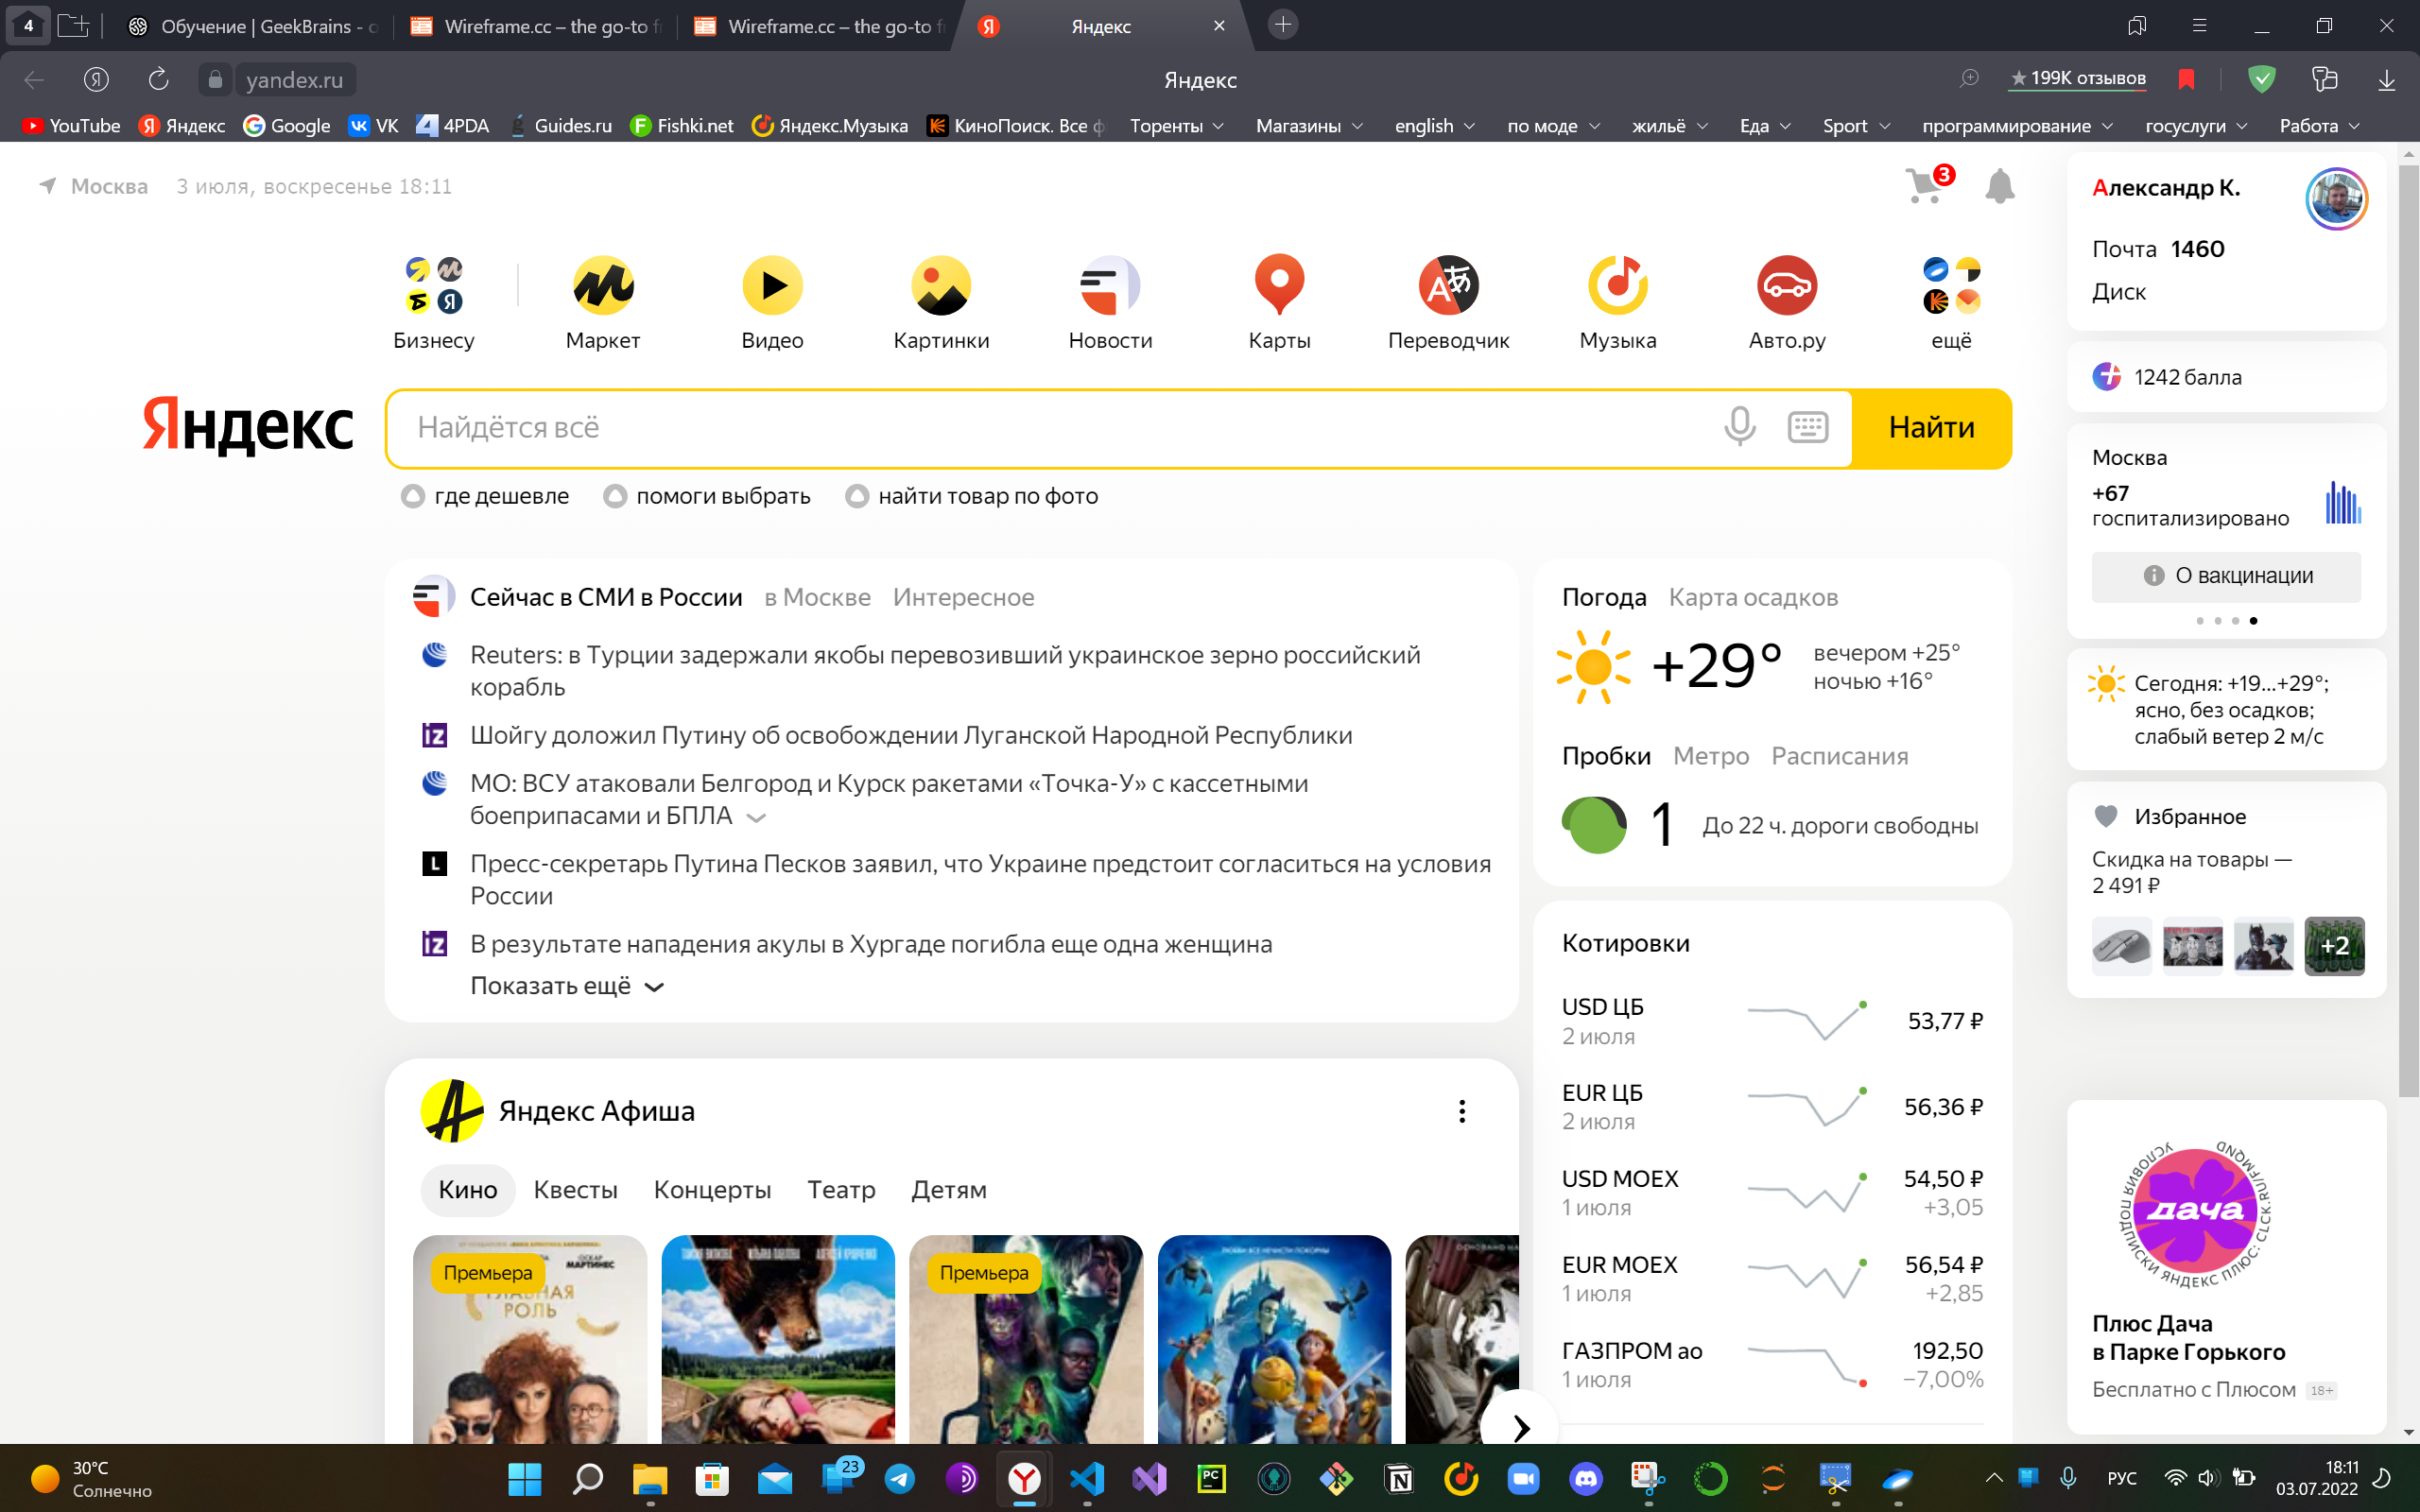 4
Обучение | GeekBrains - о
Wireframe.cc – the go-to f
Wireframe.cc – the go-to f
Яндекс
yandex.ru
Яндекс
199K отзывов
YouTube
Яндекс
Google
VK
4PDA
Guides.ru
Fishki.net
Яндекс.Музыка
КиноПоиск. Все ф
Торенты
Магазины
english
по моде
жильё
Еда
Sport
программирование
госуслуги
Работа
Москва
3 июля, воскресенье 18:11
3
Бизнесу
Маркет
Видео
Картинки
Новости
Карты
Переводчик
Музыка
Авто.ру
ещё
Яндекс
Найдётся всё
Найти
где дешевле
помоги выбрать
найти товар по фото
Сейчас в СМИ в России
в Москве
Интересное
Reuters: в Турции задержали якобы перевозивший украинское зерно российский
корабль
Шойгу доложил Путину об освобождении Луганской Народной Республики
МО: ВСУ атаковали Белгород и Курск ракетами «Точка-У» с кассетными
боеприпасами и БПЛА
Пресс-секретарь Путина Песков заявил, что Украине предстоит согласиться на условия
России
В результате нападения акулы в Хургаде погибла еще одна женщина
Показать ещё
Погода
Карта осадков
+29°
вечером +25°
ночью +16°
Пробки
Метро
Расписания
1
До 22 ч. дороги свободны
Котировки
USD ЦБ
2 июля
53,77 ₽
EUR ЦБ
2 июля
56,36 ₽
USD MOEX
1 июля
54,50 ₽
+3,05
EUR MOEX
1 июля
56,54 ₽
+2,85
ГАЗПРОМ ао
1 июля
192,50
−7,00%
Яндекс Афиша
Кино
Квесты
Концерты
Театр
Детям
Премьера
ОСКАР
МАРТИНЕС
ГЛАВНАЯ
РОЛЬ
Премьера
Александр К.
Почта 1460
Диск
1242 балла
Москва
+67
госпитализировано
О вакцинации
Сегодня: +19...+29°;
ясно, без осадков;
слабый ветер 2 м/с
Избранное
Скидка на товары —
2 491 ₽
+2
УСЛОВИЯ ПОДПИСКИ ЯНДЕКС ПЛЮС: CLCK.RU/FMQND
дача
Плюс Дача
в Парке Горького
Бесплатно с Плюсом
18+
30°C
Солнечно
23
РУС
18:11
03.07.2022